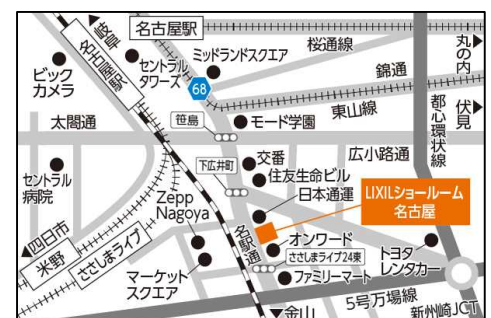 名古屋駅
岐阜
名古屋駅
ミッドランドスクエア
桜通線
丸の内
ビック
カメラ
セントラル
タワーズ
68
錦通
東山線
都心環状線
伏見
太閤通
笹島
モード学園
下広井町
交番
広小路通
住友生命ビル
日本通運
セントラル
病院
Zepp
Nagoya
LIXILショールーム
名古屋
四日市
米野
ささしまライブ
名駅通
オンワード
ささしまライブ24東
トヨタ
レンタカー
マーケット
スクエア
ファミリーマート
5号万場線
金山
新州崎JCT